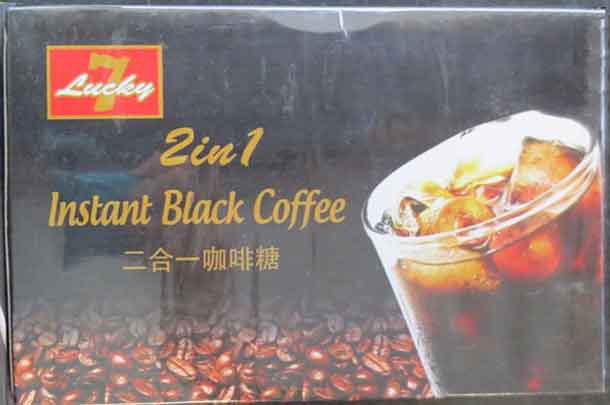 7
Lucky
2in1
Instant Black Coffee
二合一咖啡糖